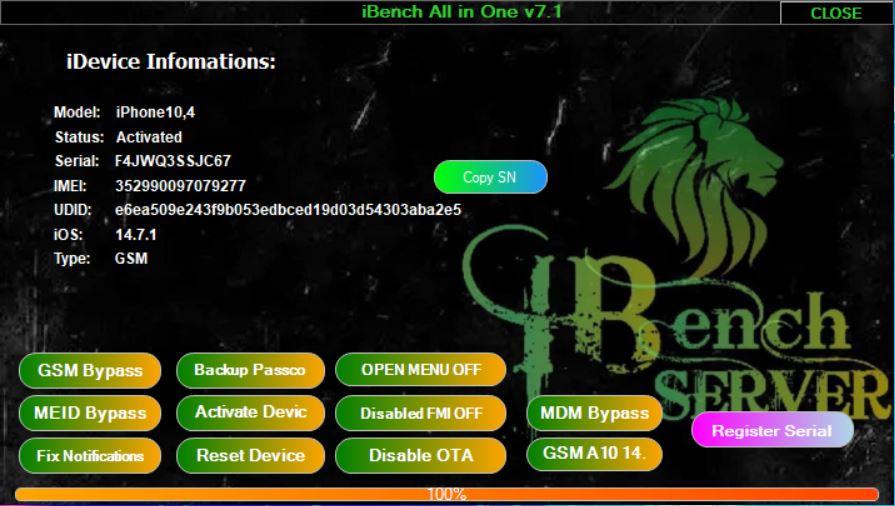 iBench All in One v7.1
CLOSE
iDevice Infomations:
Model: iPhone10,4
Status: Activated
Serial: F4JWQ3SSJC67
IMEI: 352990097079277
UDID: e6ea509e243f9b053edbced19d03d54303aba2e5
iOS: 14.7.1
Type: GSM
Copy SN
iBench
SERVER
GSM Bypass
Backup Passco
OPEN MENU OFF
MEID Bypass
Activate Devic
Disabled FMI OFF
MDM Bypass
Register Serial
Fix Notifications
Reset Device
Disable OTA
GSM A10 14.
100%